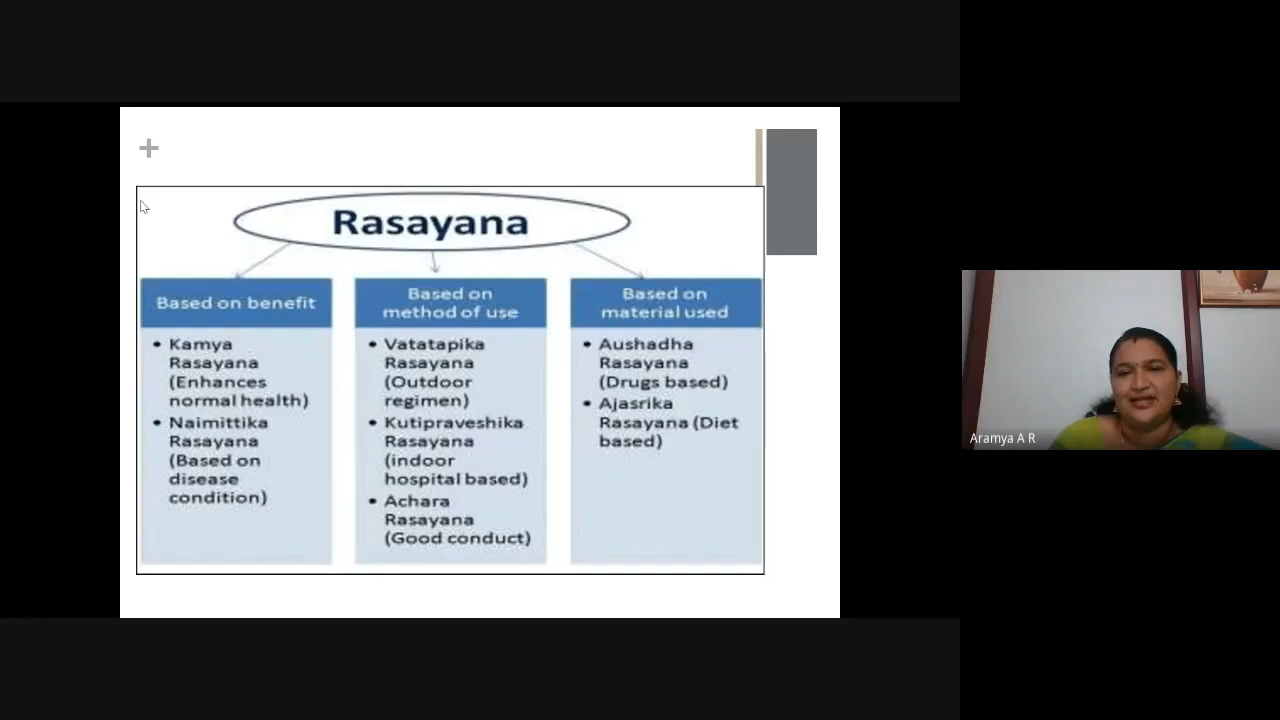 Rasayana
Based on benefit
• Kamya
Rasayana
(Enhances
normal health)
• Naimittika
Rasayana
(Based on
disease
condition)
Based on
method of use
• Vatatapika
Rasayana
(Outdoor
regimen)
• Kutipraveshika
Rasayana
(indoor
hospital based)
• Achara
Rasayana
(Good conduct)
Based on
material used
• Aushadha
Rasayana
(Drugs based)
• Ajasrika
Rasayana (Diet
based)
Aramya A R